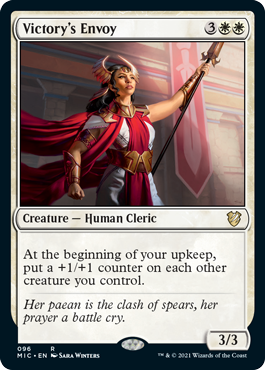 Victory's Envoy 3
Creature — Human Cleric
At the beginning of your upkeep,
put a +1/+1 counter on each other
creature you control.
Her paean is the clash of spears, her
prayer a battle cry.
3/3
096 R
MIC • EN Sara Winters
™ & © 2021 Wizards of the Coast